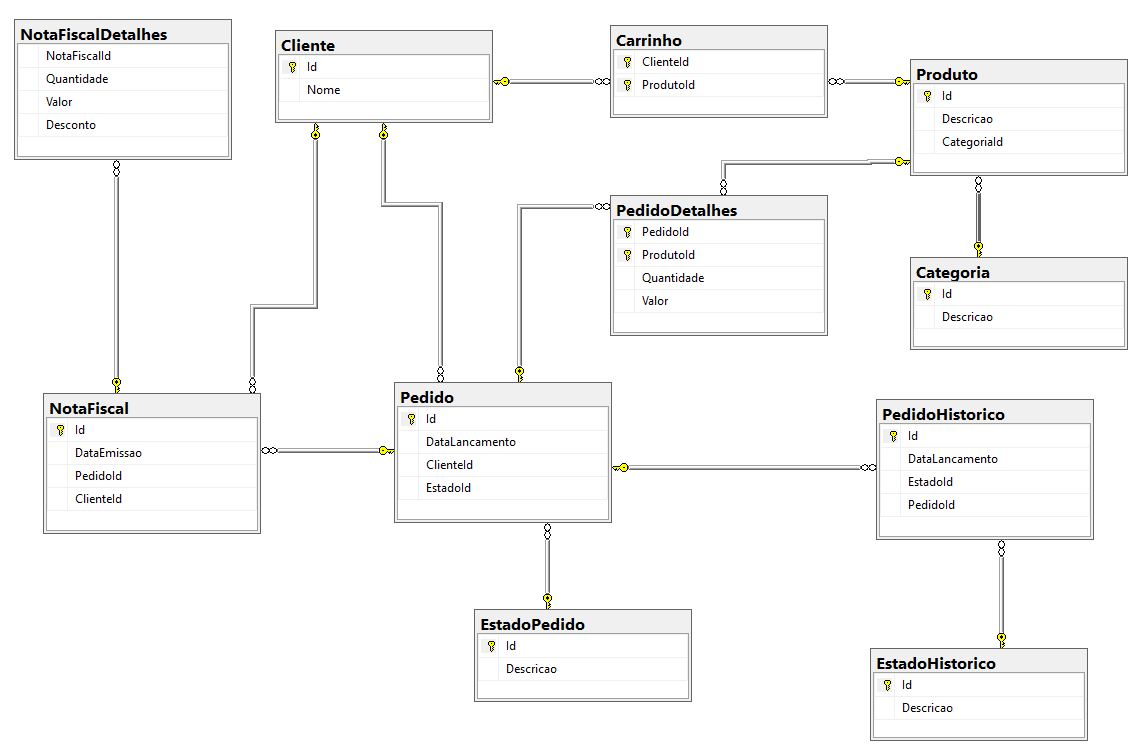 NotaFiscalDetalhes
NotaFiscalId
Quantidade
Valor
Desconto
Cliente
Id
Nome
Carrinho
ClienteId
ProdutoId
Produto
Id
Descricao
CategoriaId
PedidoDetalhes
PedidoId
ProdutoId
Quantidade
Valor
Categoria
Id
Descricao
NotaFiscal
Id
DataEmissao
PedidoId
ClienteId
Pedido
Id
DataLancamento
ClienteId
EstadoId
PedidoHistorico
Id
DataLancamento
EstadoId
PedidoId
EstadoPedido
Id
Descricao
EstadoHistorico
Id
Descricao